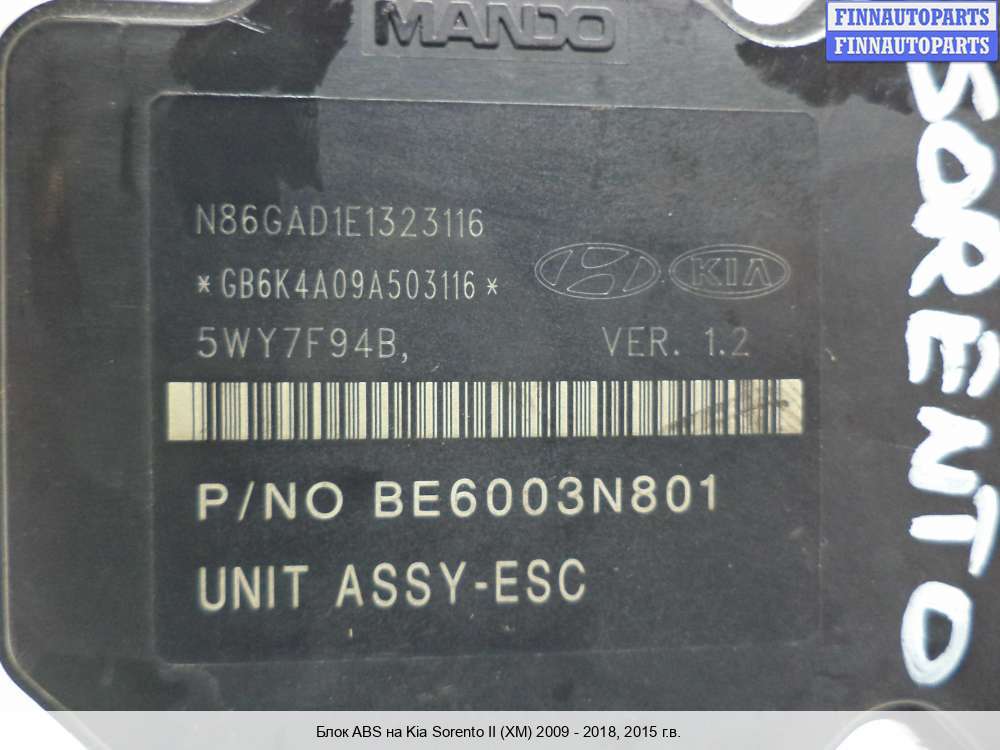 MANDO
FINNAUTOPARTS
FINNAUTOPARTS
SORENTO
N86GAD1E1323116
*GB6K4A09A503116*
KIA
5WY7F94B, VER. 1.2
P/NO BE6003N801
UNIT ASSY-ESC
Блок ABS на Kia Sorento II (XM) 2009 - 2018, 2015 г.в.